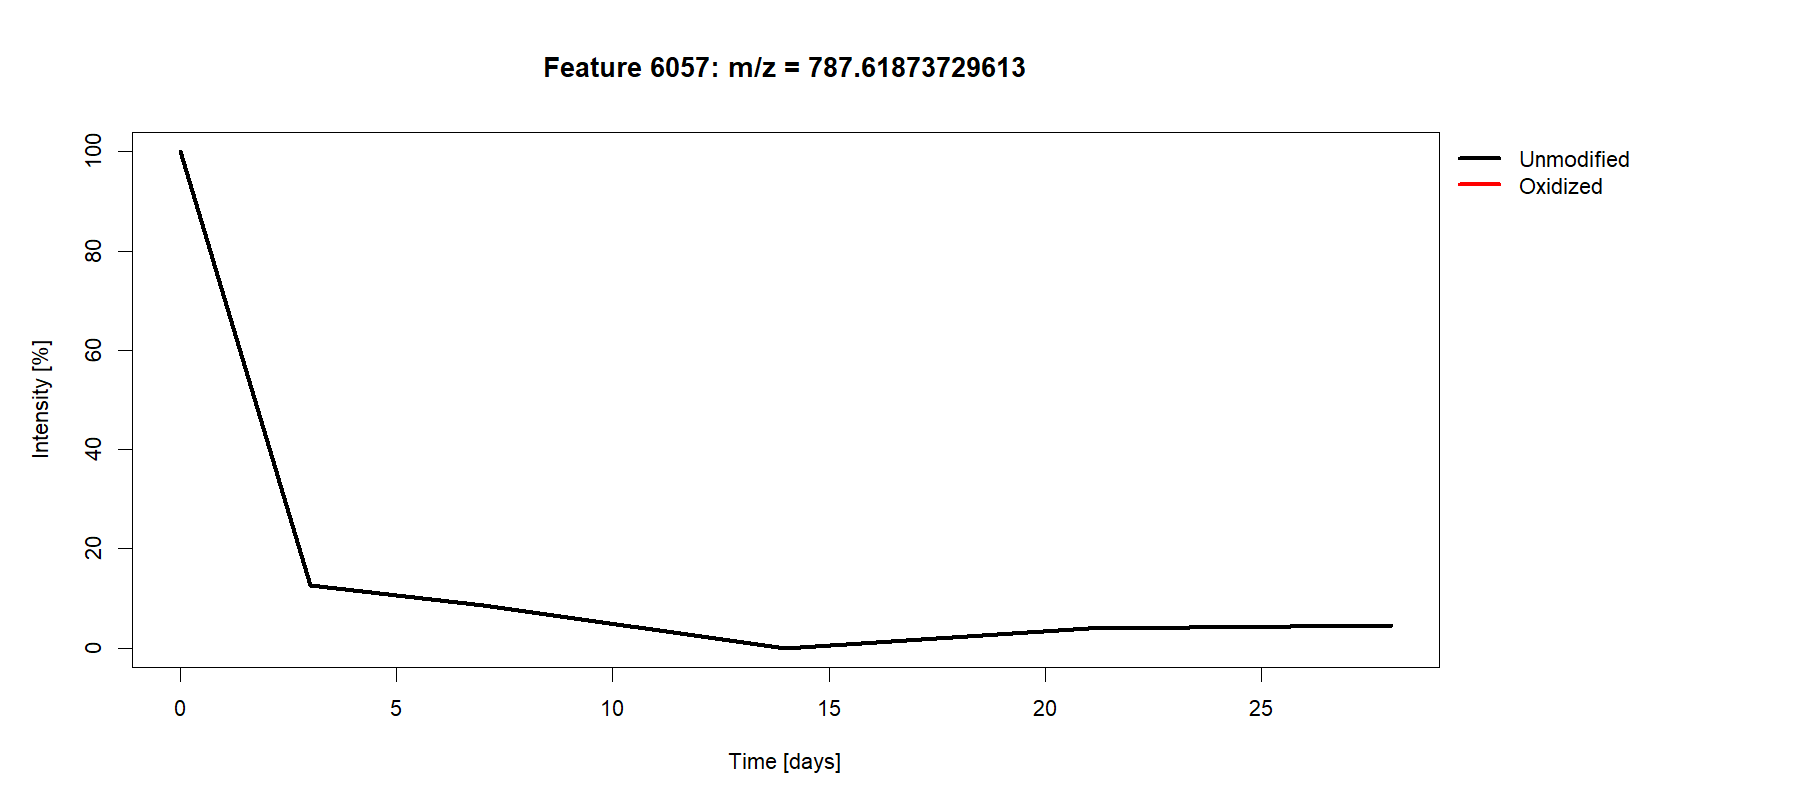 Feature 6057: m/z = 787.61873729613
Unmodified
Oxidized
Intensity [%]
100
80
60
40
20
0
0 5 10 15 20 25
Time [days]